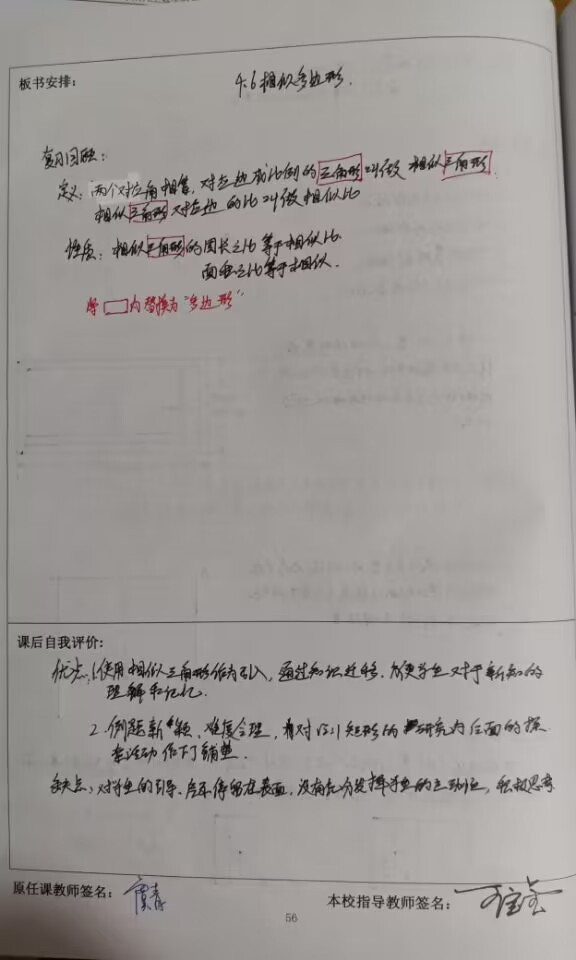 板书安排:
4.6 相似多边形.
复习回顾:
定义: 两个对应角相等, 对应边成比例的三角形叫做 相似三角形.
相似三角形对应边的比叫做相似比
性质: 相似三角形的周长之比等于相似比.
面积之比等于相似.
将□内替换为“多边形”
课后自我评价:
优点: 1.使用相似三角形作为引入, 通过知识迁移, 方便学生对于新知的
理解和记忆.
2.例题新颖、难度合理, 对矩形的研究为后面的探
索活动作下铺垫.
缺点: 对学生的引导停留在表面, 没有充分发挥学生的主动性, 积极思考
原任课教师签名:
本校指导教师签名:
56